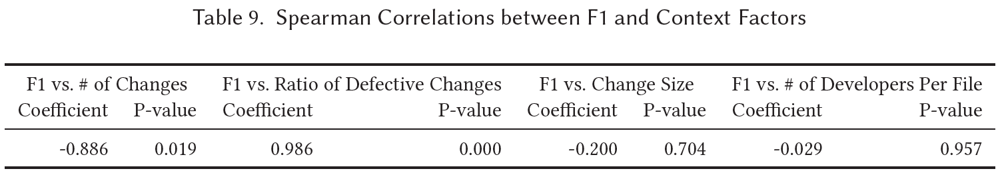 Table 9. Spearman Correlations between F1 and Context Factors
F1 vs. # of Changes F1 vs. Ratio of Defective Changes F1 vs. Change Size F1 vs. # of Developers Per File
Coefficient P-value Coefficient P-value Coefficient P-value Coefficient P-value
-0.886 0.019 0.986 0.000 -0.200 0.704 -0.029 0.957